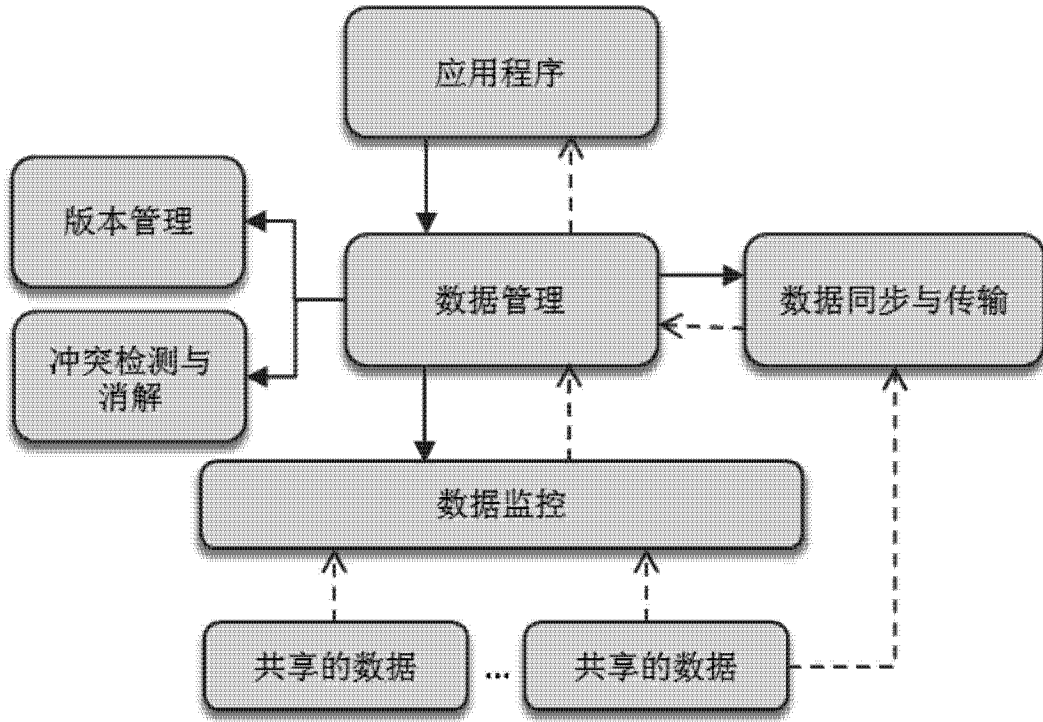 应用程序
版本管理
数据管理
数据同步与传输
冲突检测与
消解
数据监控
共享的数据
...
共享的数据